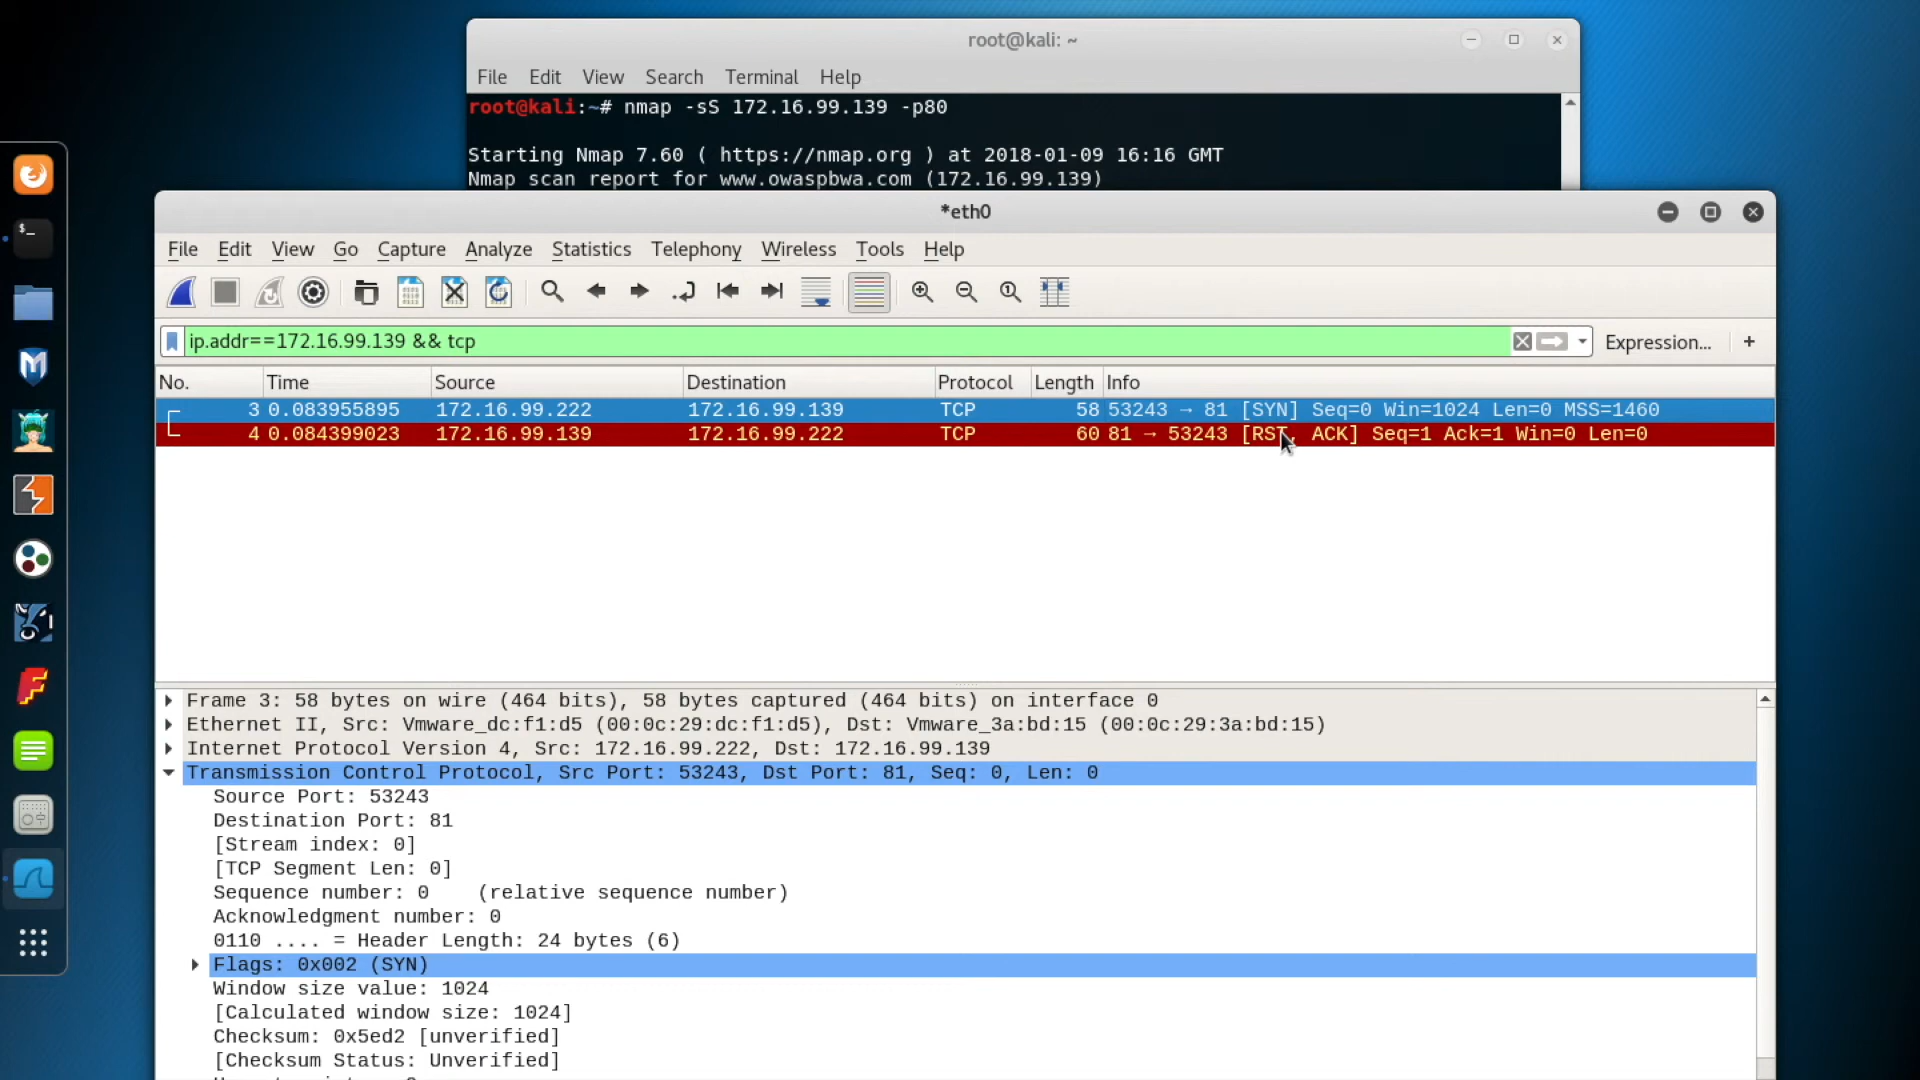 root@kali: ~
File Edit View Search Terminal Help
root@kali:~# nmap -sS 172.16.99.139 -p80
Starting Nmap 7.60 ( https://nmap.org ) at 2018-01-09 16:16 GMT
Nmap scan report for www.owaspbwa.com (172.16.99.139)
*eth0
File Edit View Go Capture Analyze Statistics Telephony Wireless Tools Help
ip.addr==172.16.99.139 && tcp
Expression... +
No. Time Source Destination Protocol Length Info
3 0.083955895 172.16.99.222 172.16.99.139 TCP 58 53243 → 81 [SYN] Seq=0 Win=1024 Len=0 MSS=1460
4 0.084399023 172.16.99.139 172.16.99.222 TCP 60 81 → 53243 [RST, ACK] Seq=1 Ack=1 Win=0 Len=0
Frame 3: 58 bytes on wire (464 bits), 58 bytes captured (464 bits) on interface 0
Ethernet II, Src: Vmware_dc:f1:d5 (00:0c:29:dc:f1:d5), Dst: Vmware_3a:bd:15 (00:0c:29:3a:bd:15)
Internet Protocol Version 4, Src: 172.16.99.222, Dst: 172.16.99.139
Transmission Control Protocol, Src Port: 53243, Dst Port: 81, Seq: 0, Len: 0
Source Port: 53243
Destination Port: 81
[Stream index: 0]
[TCP Segment Len: 0]
Sequence number: 0 (relative sequence number)
Acknowledgment number: 0
0110 .... = Header Length: 24 bytes (6)
Flags: 0x002 (SYN)
Window size value: 1024
[Calculated window size: 1024]
Checksum: 0x5ed2 [unverified]
[Checksum Status: Unverified]